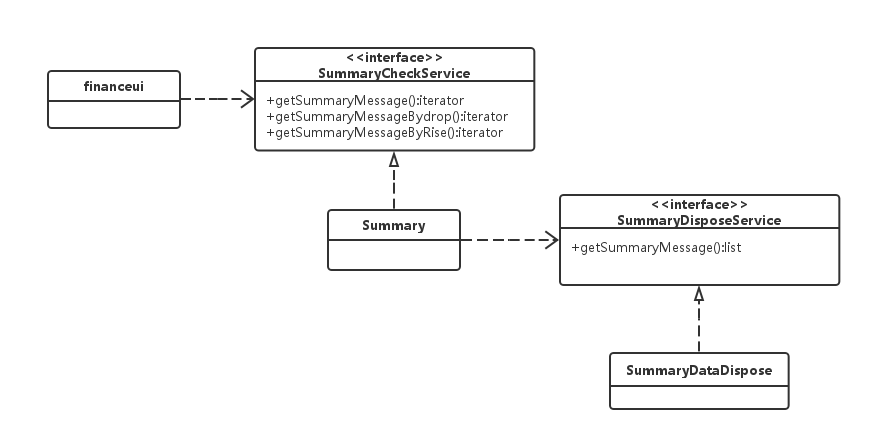 financeui
<<interface>>
SummaryCheckService
+getSummaryMessage():iterator
+getSummaryMessageBydrop():iterator
+getSummaryMessageByRise():iterator
Summary
<<interface>>
SummaryDisposeService
+getSummaryMessage():list
SummaryDataDispose